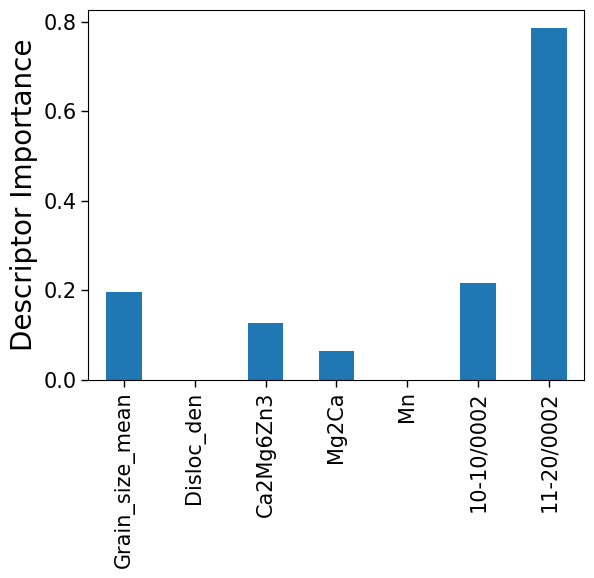 Descriptor Importance
0.8
0.6
0.4
0.2
0.0
Grain_size_mean
Disloc_den
Ca2Mg6Zn3
Mg2Ca
Mn
10-10/0002
11-20/0002